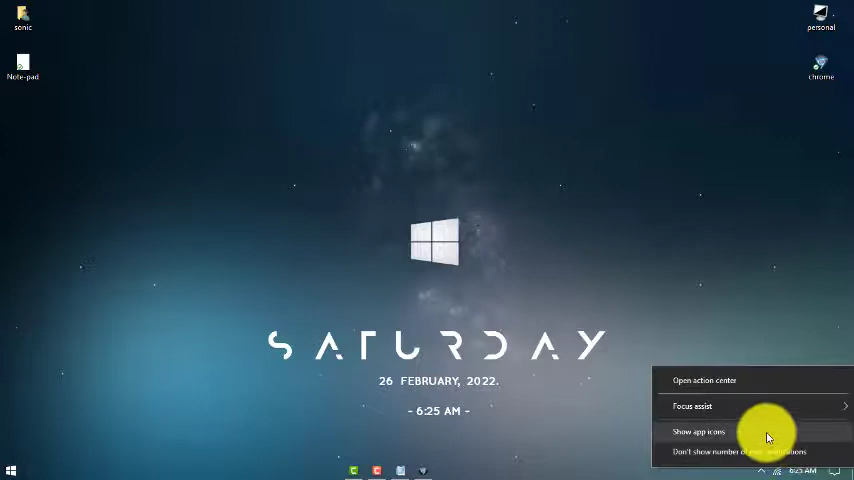 sonic
personal
Note-pad
chrome
SATURDAY
26 FEBRUARY, 2022.
- 6:25 AM -
Open action center
Focus assist
Show app icons
Don't show number of new notifications
6:25 AM